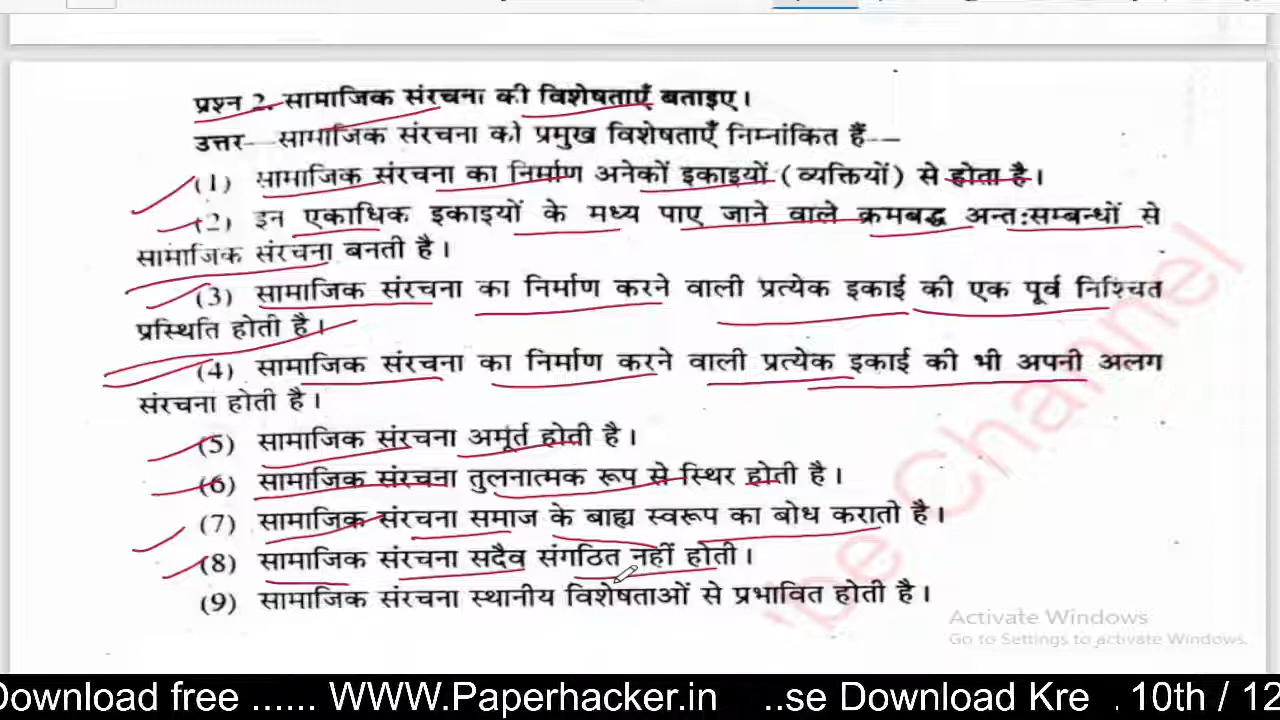 प्रश्न 2. सामाजिक संरचना की विशेषताएँ बताइए।
उत्तर—सामाजिक संरचना की प्रमुख विशेषताएँ निम्नांकित हैं—
(1) सामाजिक संरचना का निर्माण अनेकों इकाइयों (व्यक्तियों) से होता है।
(2) इन एकाधिक इकाइयों के मध्य पाए जाने वाले क्रमबद्ध अन्तःसम्बन्धों से
सामाजिक संरचना बनती है।
(3) सामाजिक संरचना का निर्माण करने वाली प्रत्येक इकाई की एक पूर्व निश्चित
प्रस्थिति होती है।
(4) सामाजिक संरचना का निर्माण करने वाली प्रत्येक इकाई की भी अपनी अलग
संरचना होती है।
(5) सामाजिक संरचना अमूर्त होती है।
(6) सामाजिक संरचना तुलनात्मक रूप से स्थिर होती है।
(7) सामाजिक संरचना समाज के बाह्य स्वरूप का बोध कराती है।
(8) सामाजिक संरचना सदैव संगठित नहीं होती।
(9) सामाजिक संरचना स्थानीय विशेषताओं से प्रभावित होती है।
Channel
Activate Windows
Go to Settings to activate Windows.
Download free ...... WWW.Paperhacker.in ..se Download Kre . 10th / 12